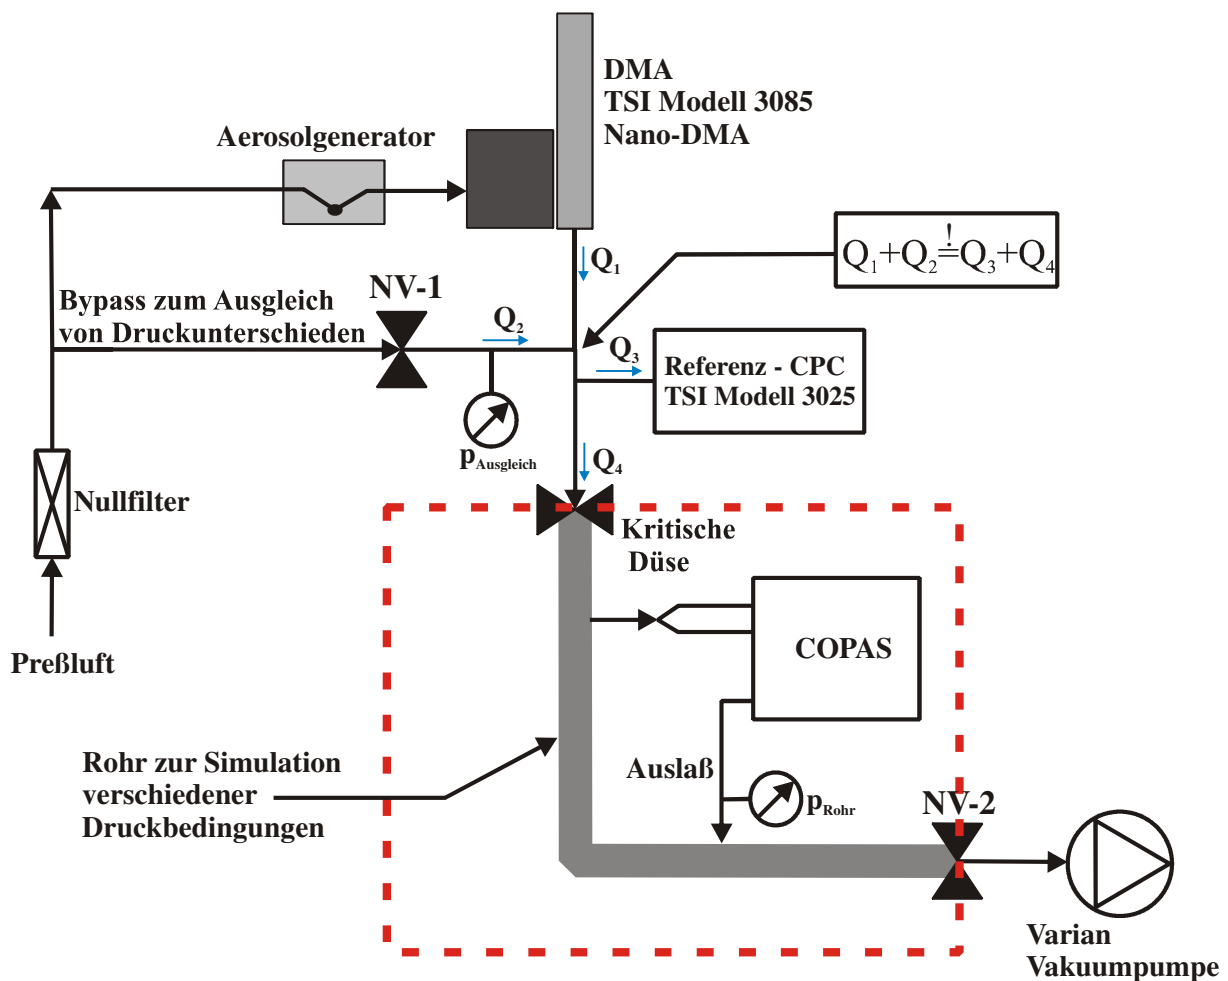 DMA
TSI Modell 3085
Nano-DMA
Aerosolgenerator
Q₁
Q₁+Q₂=!Q₃+Q₄
Bypass zum Ausgleich
von Druckunterschieden
NV-1
Q₂
Q₃
Referenz - CPC
TSI Modell 3025
p Ausgleich
Q₄
Nullfilter
Kritische
Düse
Preßluft
COPAS
Rohr zur Simulation
verschiedener
Druckbedingungen
Auslaß
p Rohr
NV-2
Varian
Vakuumpumpe